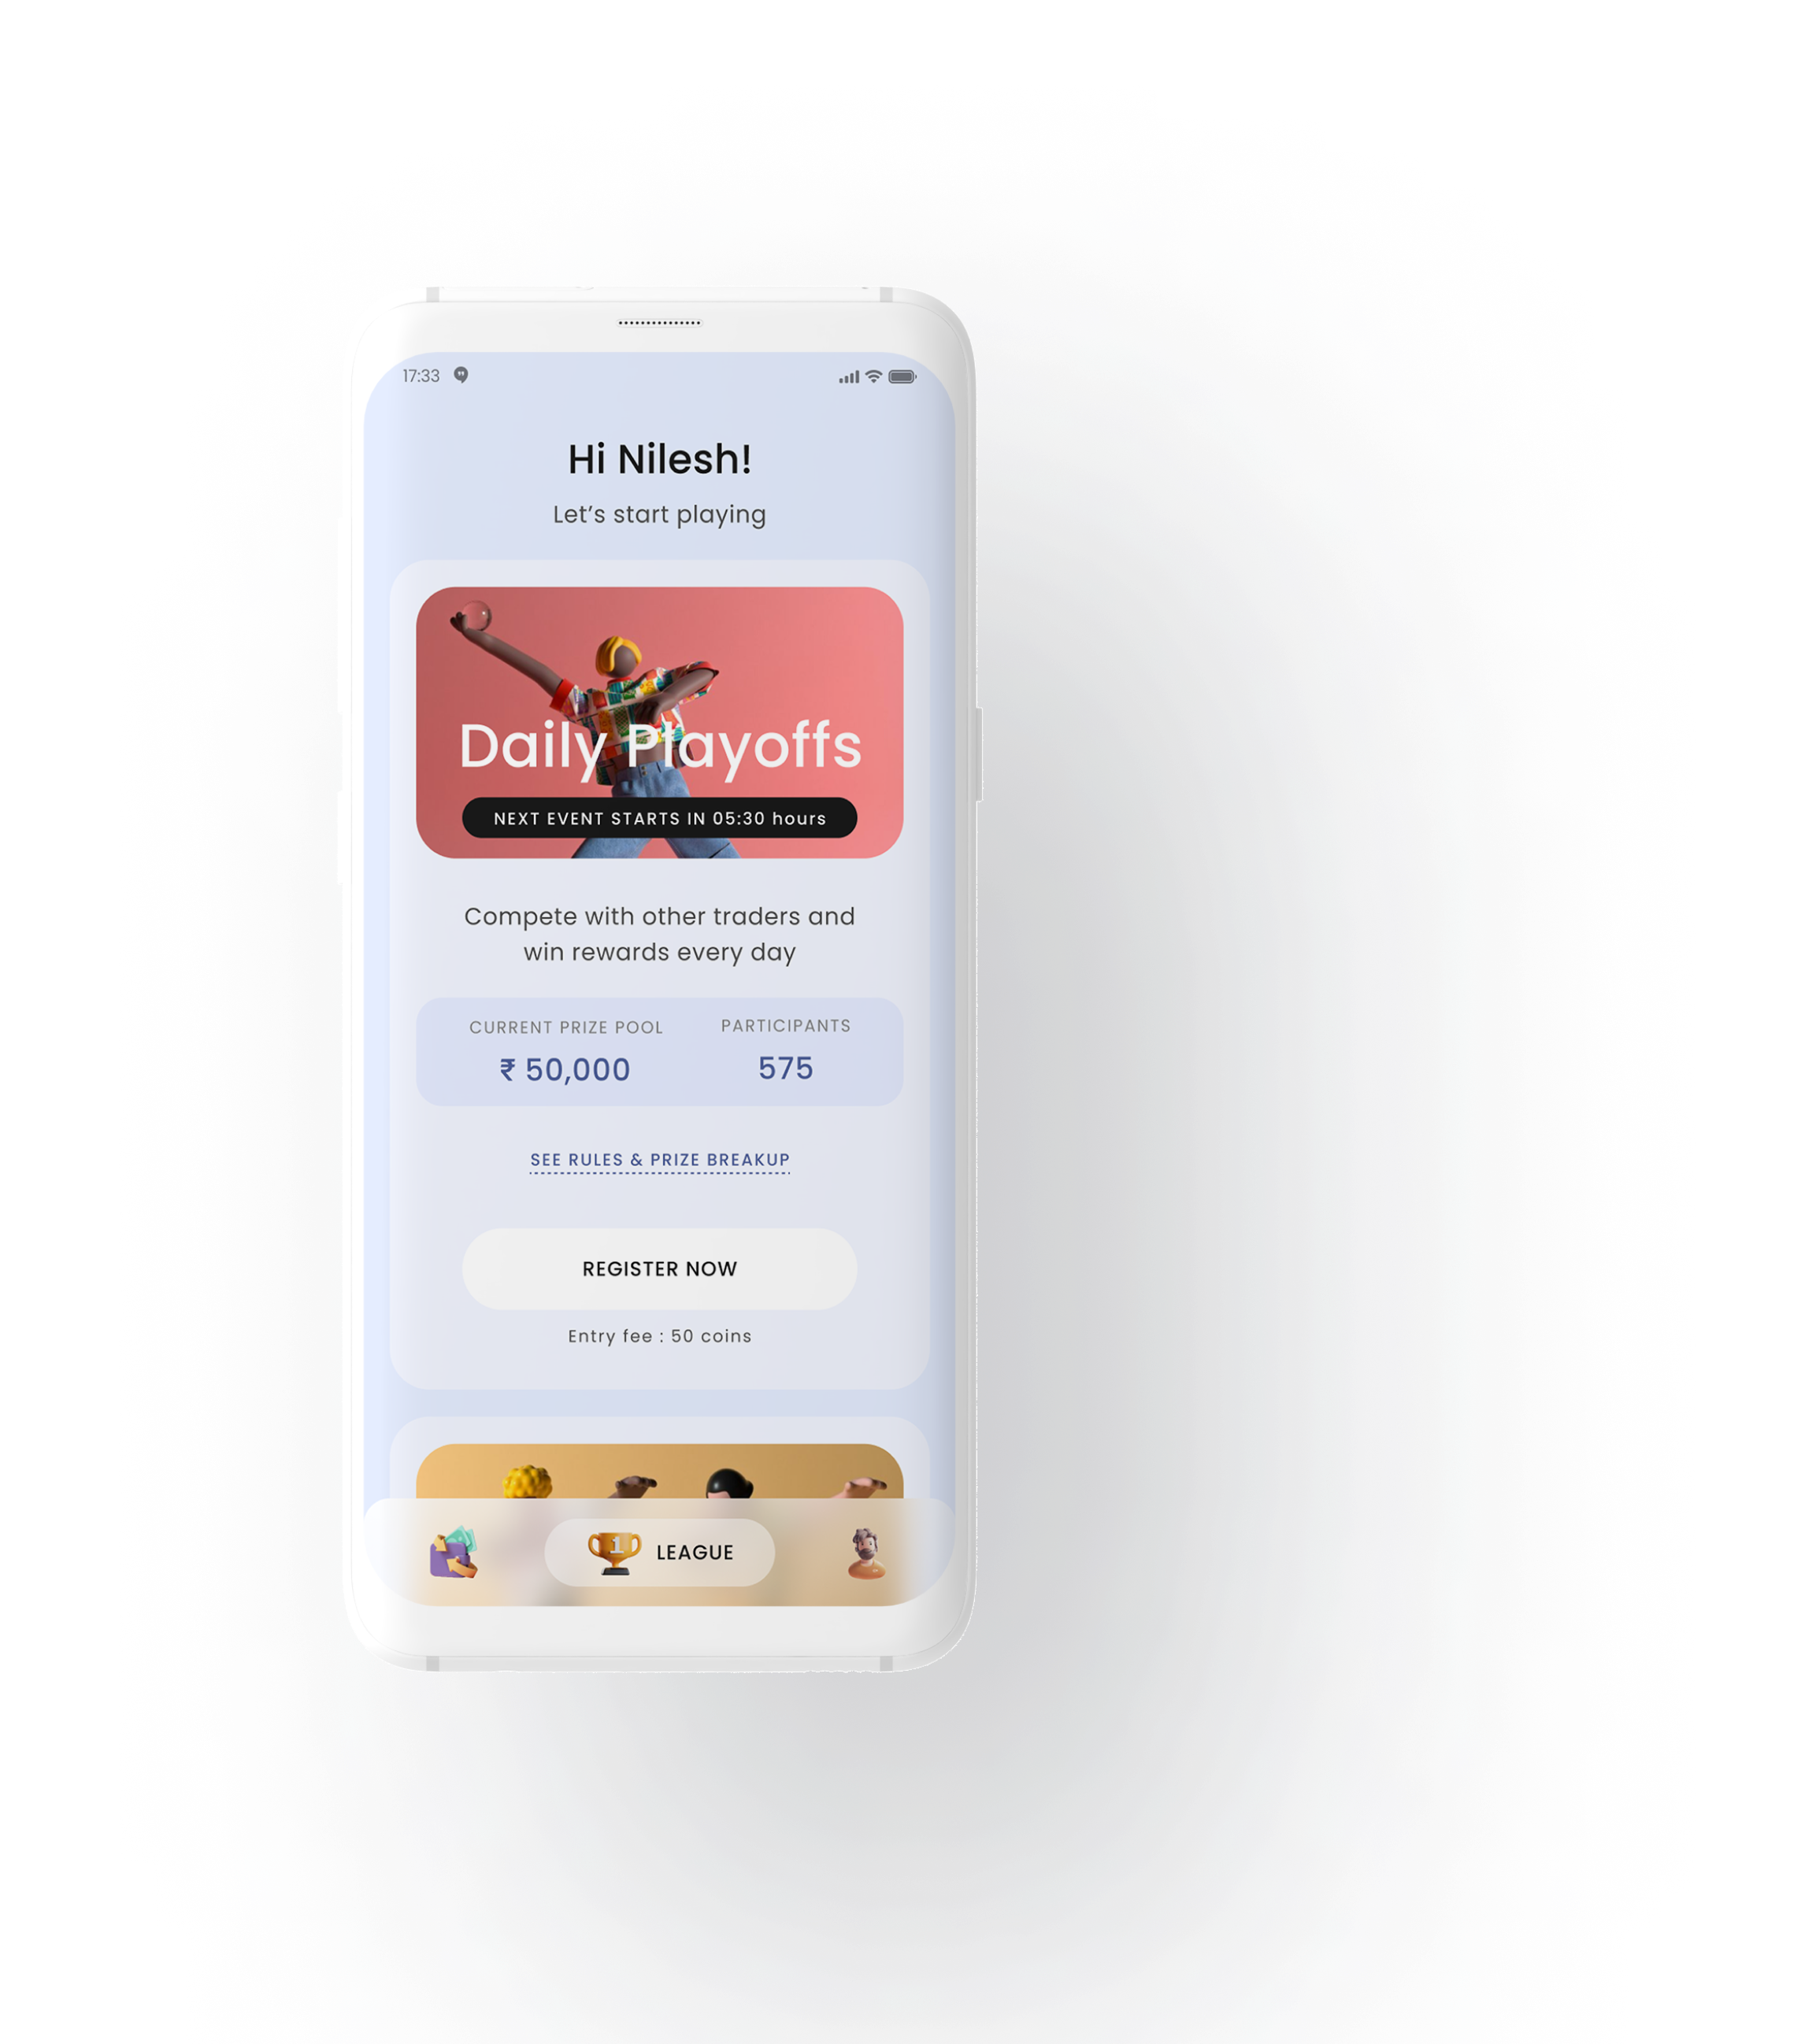 17:33
Hi Nilesh!
Let’s start playing
Daily Playoffs
NEXT EVENT STARTS IN 05:30 hours
Compete with other traders and
win rewards every day
CURRENT PRIZE POOL PARTICIPANTS
₹ 50,000 575
SEE RULES & PRIZE BREAKUP
REGISTER NOW
Entry fee : 50 coins
1 LEAGUE